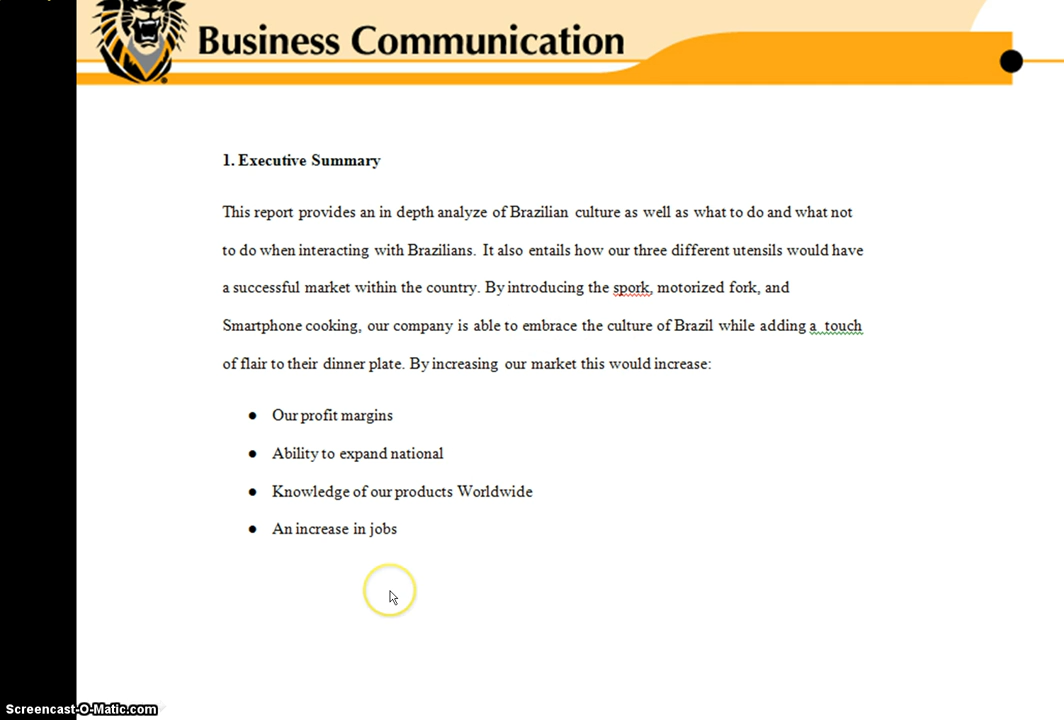 Business Communication
1. Executive Summary
This report provides an in depth analyze of Brazilian culture as well as what to do and what not
to do when interacting with Brazilians. It also entails how our three different utensils would have
a successful market within the country. By introducing the spork, motorized fork, and
Smartphone cooking, our company is able to embrace the culture of Brazil while adding a touch
of flair to their dinner plate. By increasing our market this would increase:
● Our profit margins
● Ability to expand national
● Knowledge of our products Worldwide
● An increase in jobs
Screencast-O-Matic.com